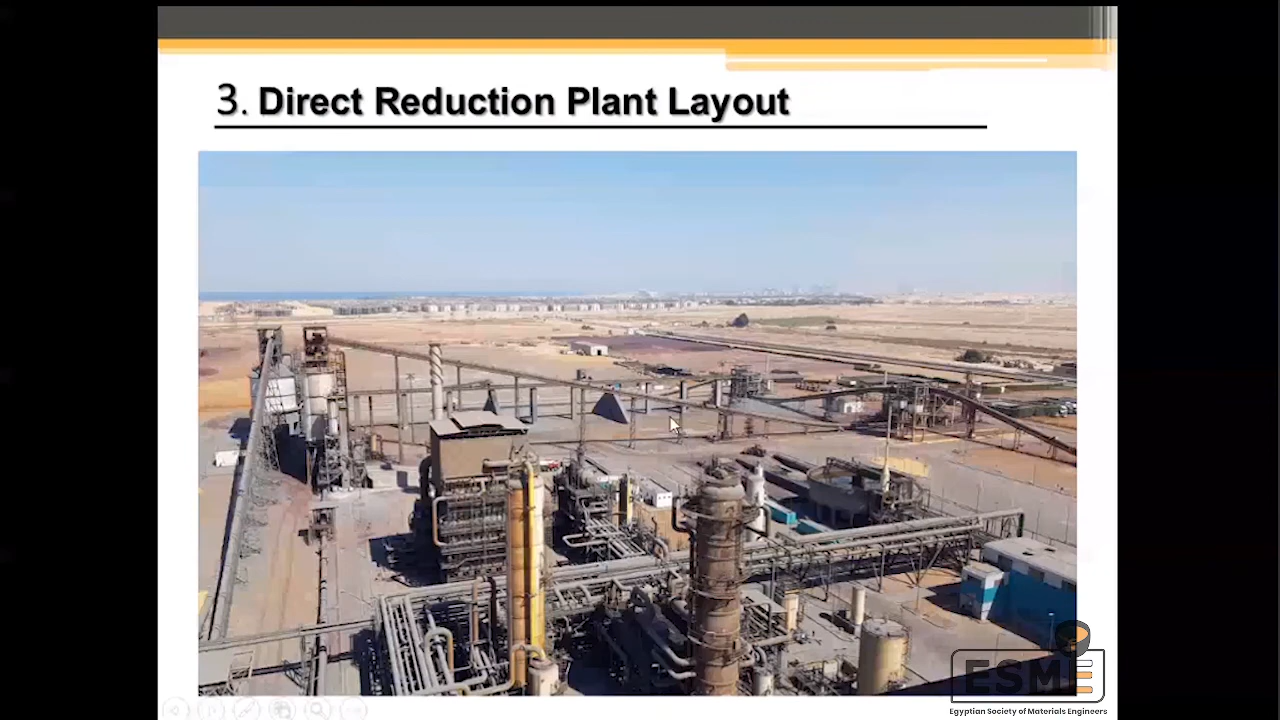 3. Direct Reduction Plant Layout
ESME
Egyptian Society of Materials Engineers